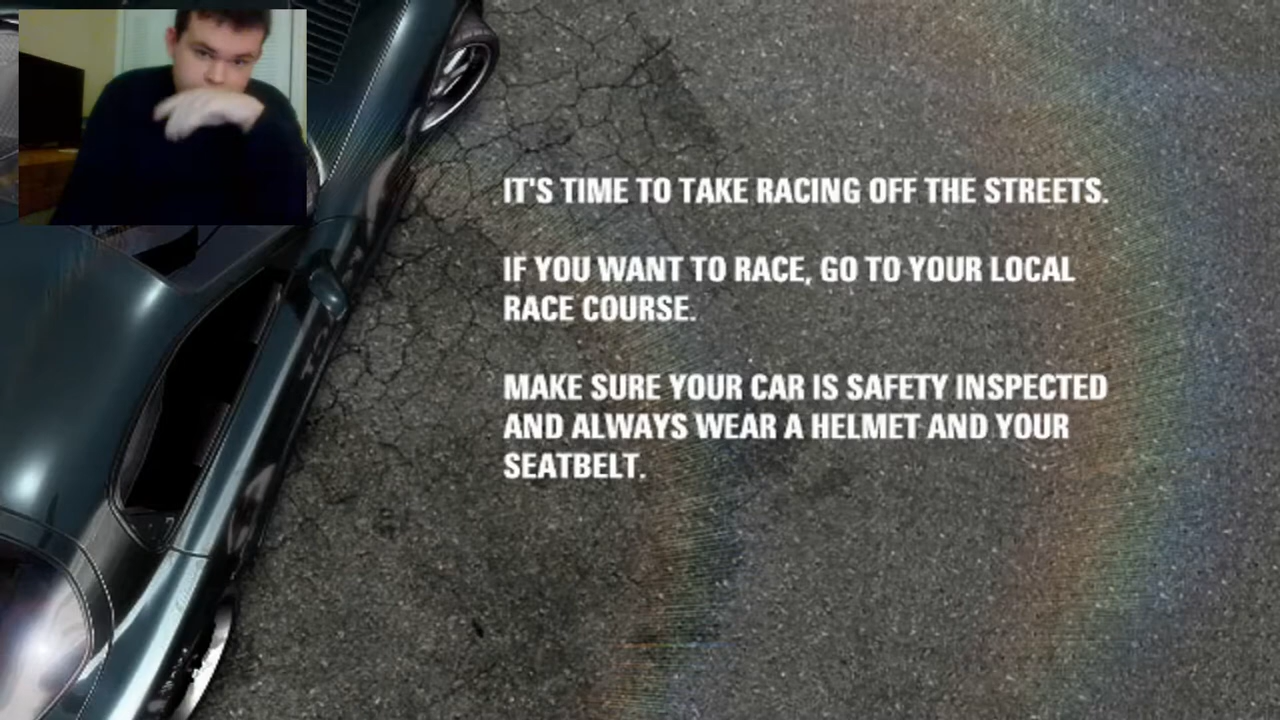 IT'S TIME TO TAKE RACING OFF THE STREETS.
IF YOU WANT TO RACE, GO TO YOUR LOCAL
RACE COURSE.
MAKE SURE YOUR CAR IS SAFETY INSPECTED
AND ALWAYS WEAR A HELMET AND YOUR
SEATBELT.